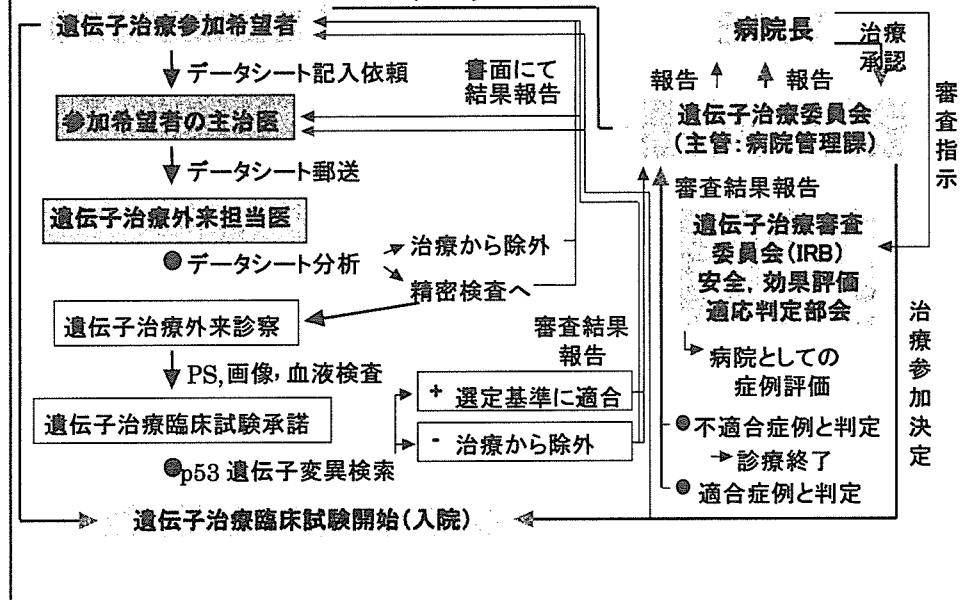 遺伝子治療参加希望者
データシート記入依頼
参加希望者の主治医
データシート郵送
遺伝子治療外来担当医
データシート分析
治療から除外
精密検査へ
遺伝子治療外来診察
PS,画像,血液検査
遺伝子治療臨床試験承諾
p53 遺伝子変異検索
遺伝子治療臨床試験開始(入院)
書面にて
結果報告
審査結果
報告
+ 選定基準に適合
- 治療から除外
病院長
治療
承認
報告
報告
遺伝子治療委員会
(主管:病院管理課)
審査指示
審査結果報告
遺伝子治療審査
委員会(IRB)
安全,効果評価
適応判定部会
病院としての
症例評価
不適合症例と判定
診療終了
適合症例と判定
治療参加決定